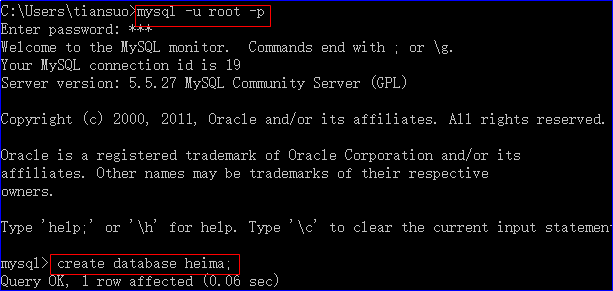 C:\Users\tiansuo>mysql -u root -p
Enter password: ***
Welcome to the MySQL monitor.  Commands end with ; or \g.
Your MySQL connection id is 19
Server version: 5.5.27 MySQL Community Server (GPL)
Copyright (c) 2000, 2011, Oracle and/or its affiliates. All rights reserved.
Oracle is a registered trademark of Oracle Corporation and/or its
affiliates. Other names may be trademarks of their respective
owners.
Type 'help;' or '\h' for help. Type '\c' to clear the current input statemen
mysql> create database heima;
Query OK, 1 row affected (0.06 sec)